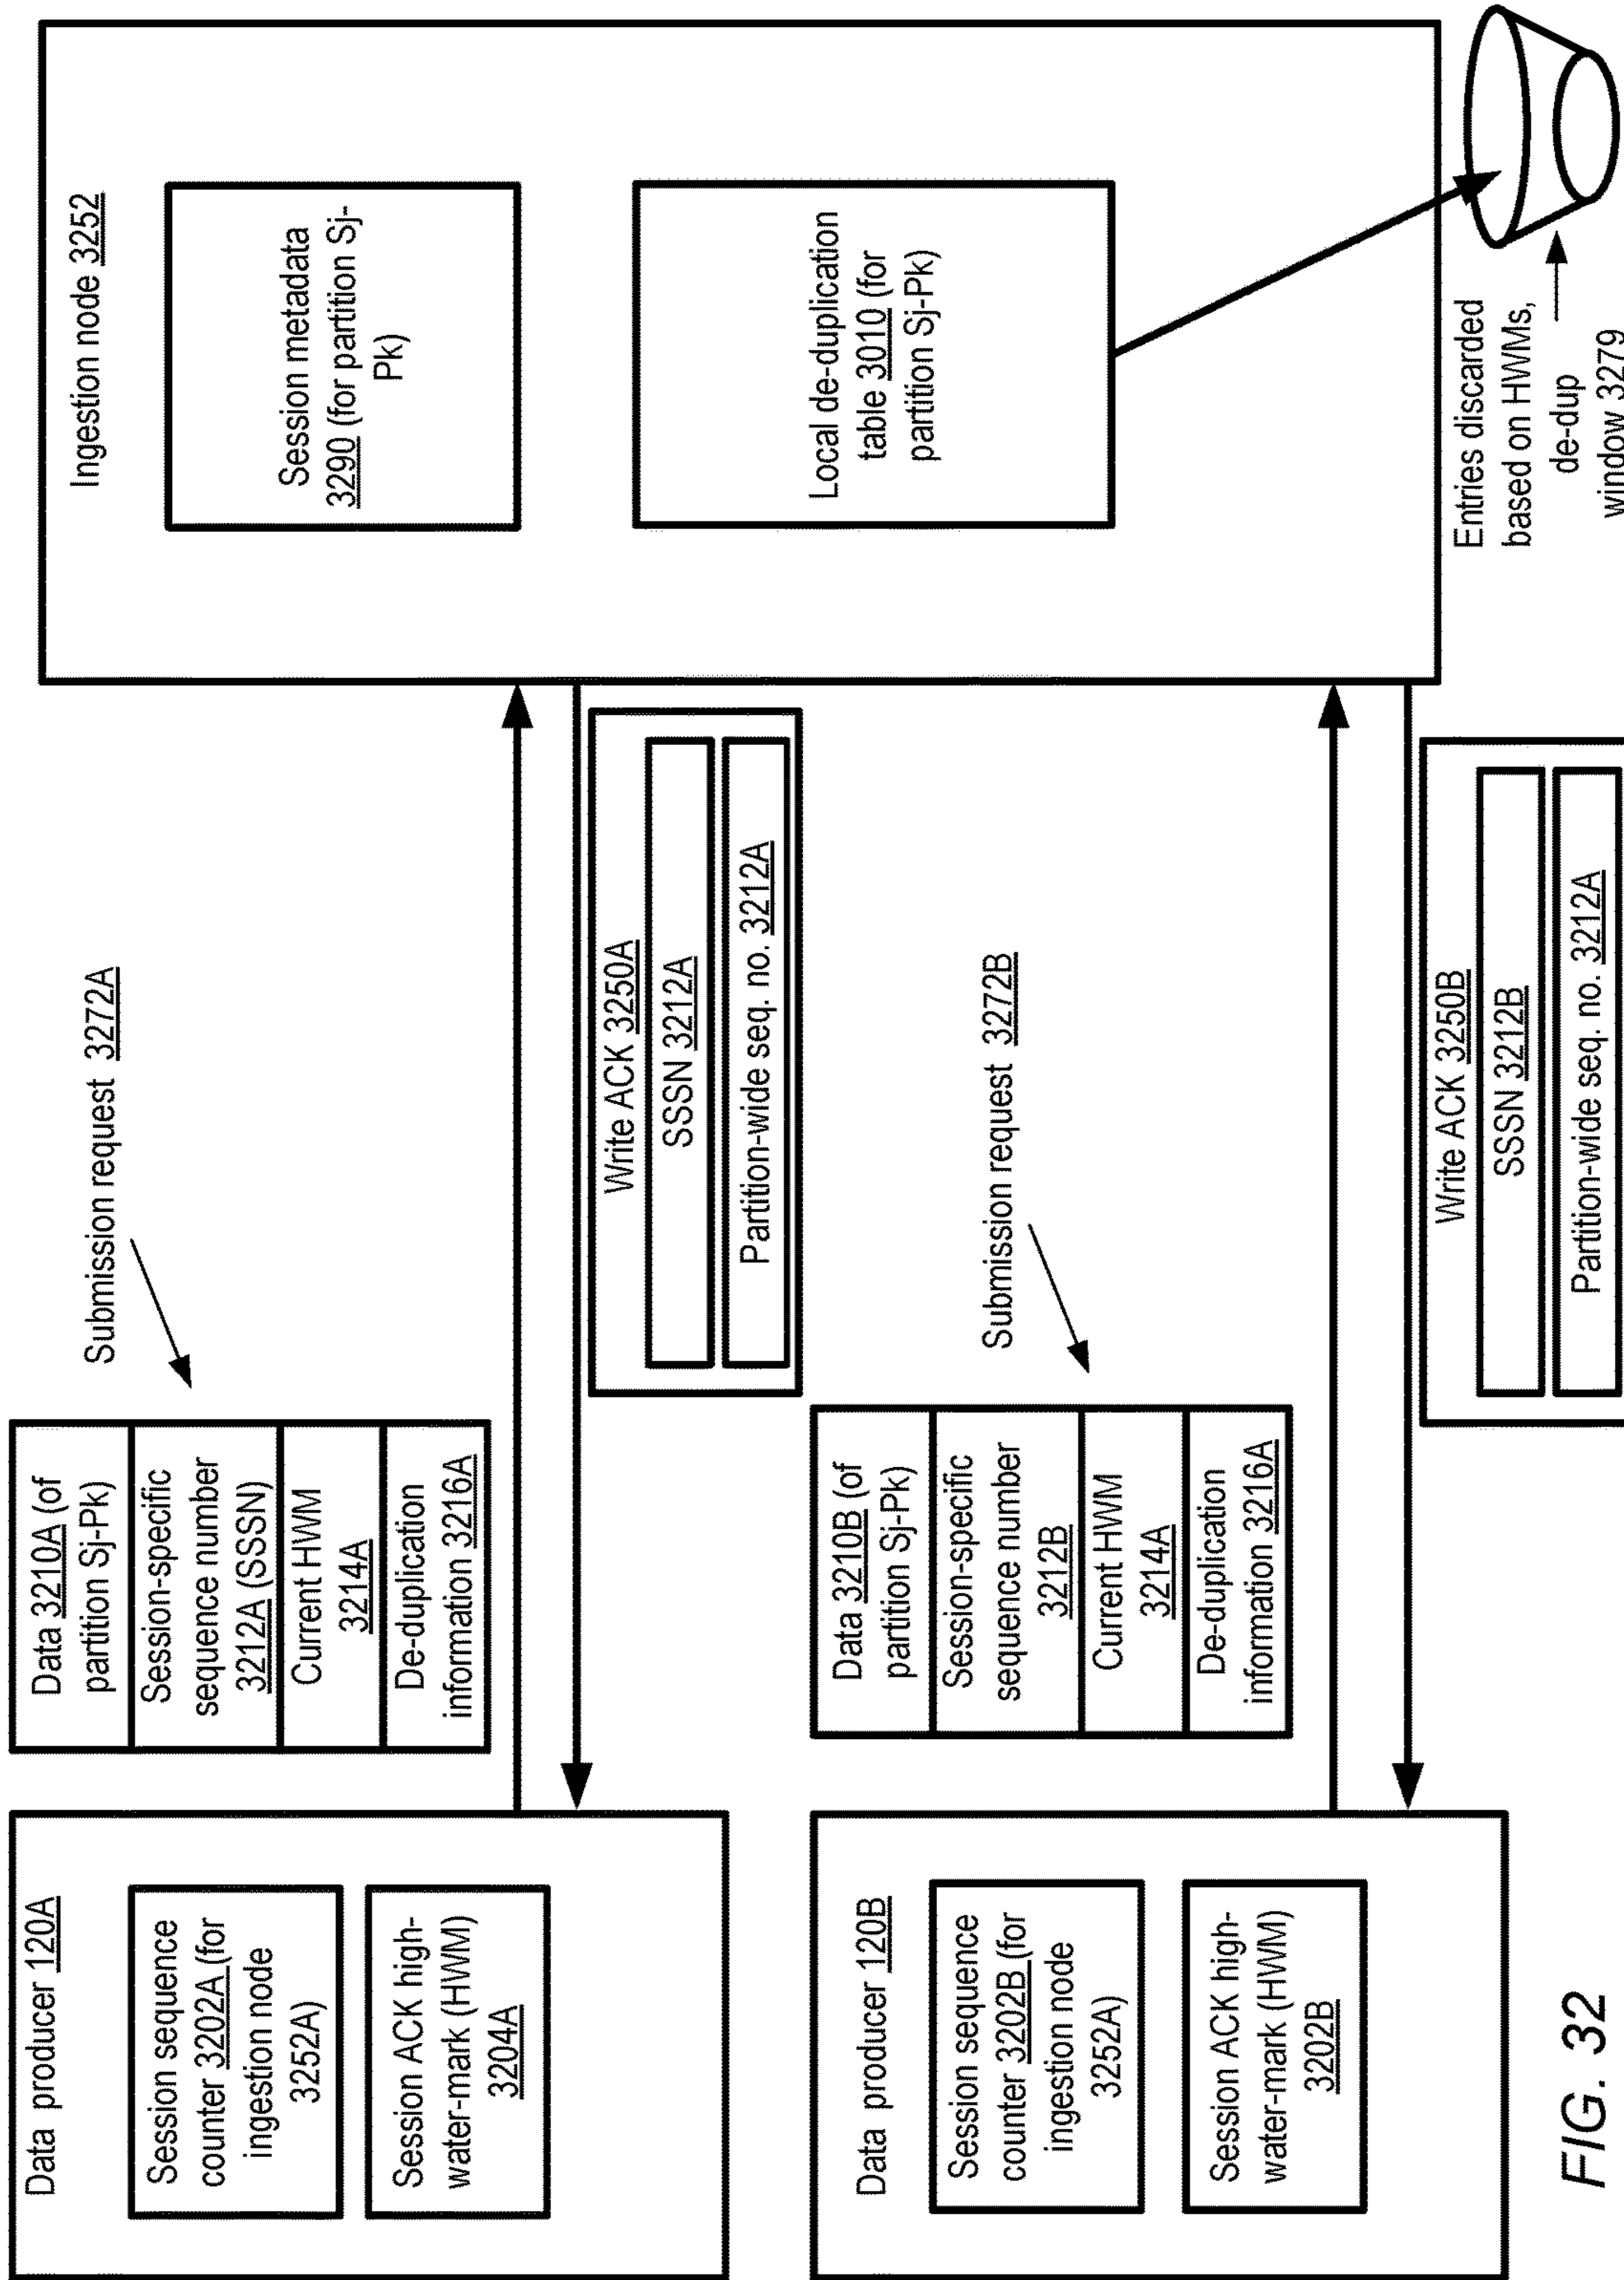 Data producer 120A
Session sequence
counter 3202A (for
ingestion node
3252A)
Session ACK high-
water-mark (HWM)
3204A
Data 3210A (of
partition Sj-Pk)
Session-specific
sequence number
3212A (SSSN)
Current HWM
3214A
De-duplication
information 3216A
Submission request 3272A
Write ACK 3250A
SSSN 3212A
Partition-wide seq. no. 3212A
Data producer 120B
Session sequence
counter 3202B (for
ingestion node
3252A)
Session ACK high-
water-mark (HWM)
3202B
Data 3210B (of
partition Sj-Pk)
Session-specific
sequence number
3212B
Current HWM
3214A
De-duplication
information 3216A
Submission request 3272B
Write ACK 3250B
SSSN 3212B
Partition-wide seq. no. 3212A
Ingestion node 3252
Session metadata
3290 (for partition Sj-
Pk)
Local de-duplication
table 3010 (for
partition Sj-Pk)
Entries discarded
based on HWMs,
de-dup
window 3279
FIG. 32